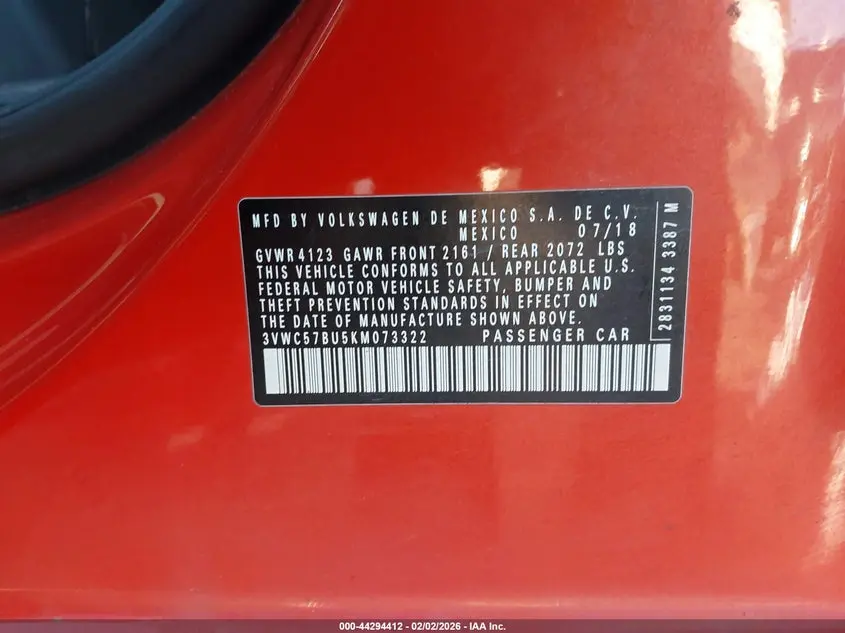 MFD BY VOLKSWAGEN DE MEXICO S.A. DE C.V.
MEXICO 07/18
GVWR 4123 GAWR FRONT 2161 / REAR 2072 LBS
THIS VEHICLE CONFORMS TO ALL APPLICABLE U.S.
FEDERAL MOTOR VEHICLE SAFETY, BUMPER AND
THEFT PREVENTION STANDARDS IN EFFECT ON
THE DATE OF MANUFACTURE SHOWN ABOVE.
3VWC57BU5KM073322 PASSENGER CAR
2831134 3387 M
000-44294412 - 02/02/2026 - IAA Inc.